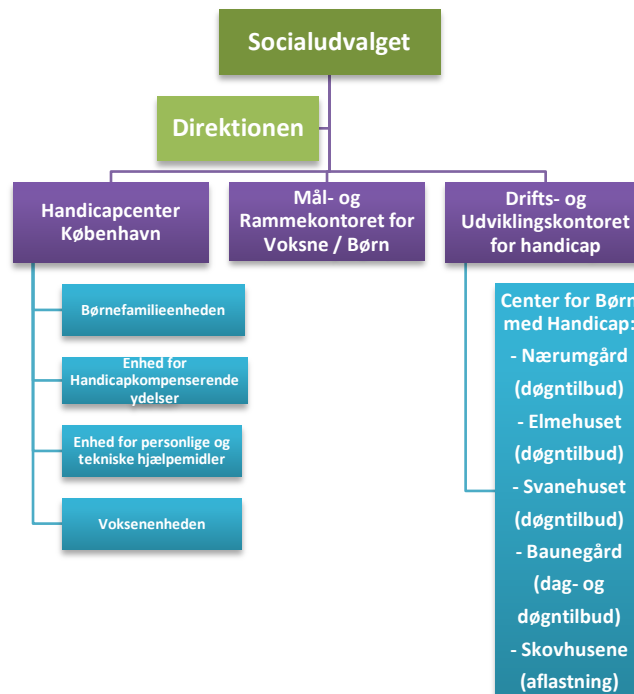 Socialudvalget
Direktionen
Handicapcenter
København
Mål- og
Rammekontoret for
Voksne / Børn
Drifts- og
Udviklingskontoret
for handicap
Børnefamilieenheden
Enhed for
Handicapkompenserende
ydelser
Enhed for personlige og
tekniske hjælpemidler
Voksenenheden
Center for Børn
med Handicap:
- Nærumgård
(døgntilbud)
- Elmehuset
(døgntilbud)
- Svanehuset
(døgntilbud)
- Baunegård
(dag- og
døgntilbud)
- Skovhusene
(aflastning)